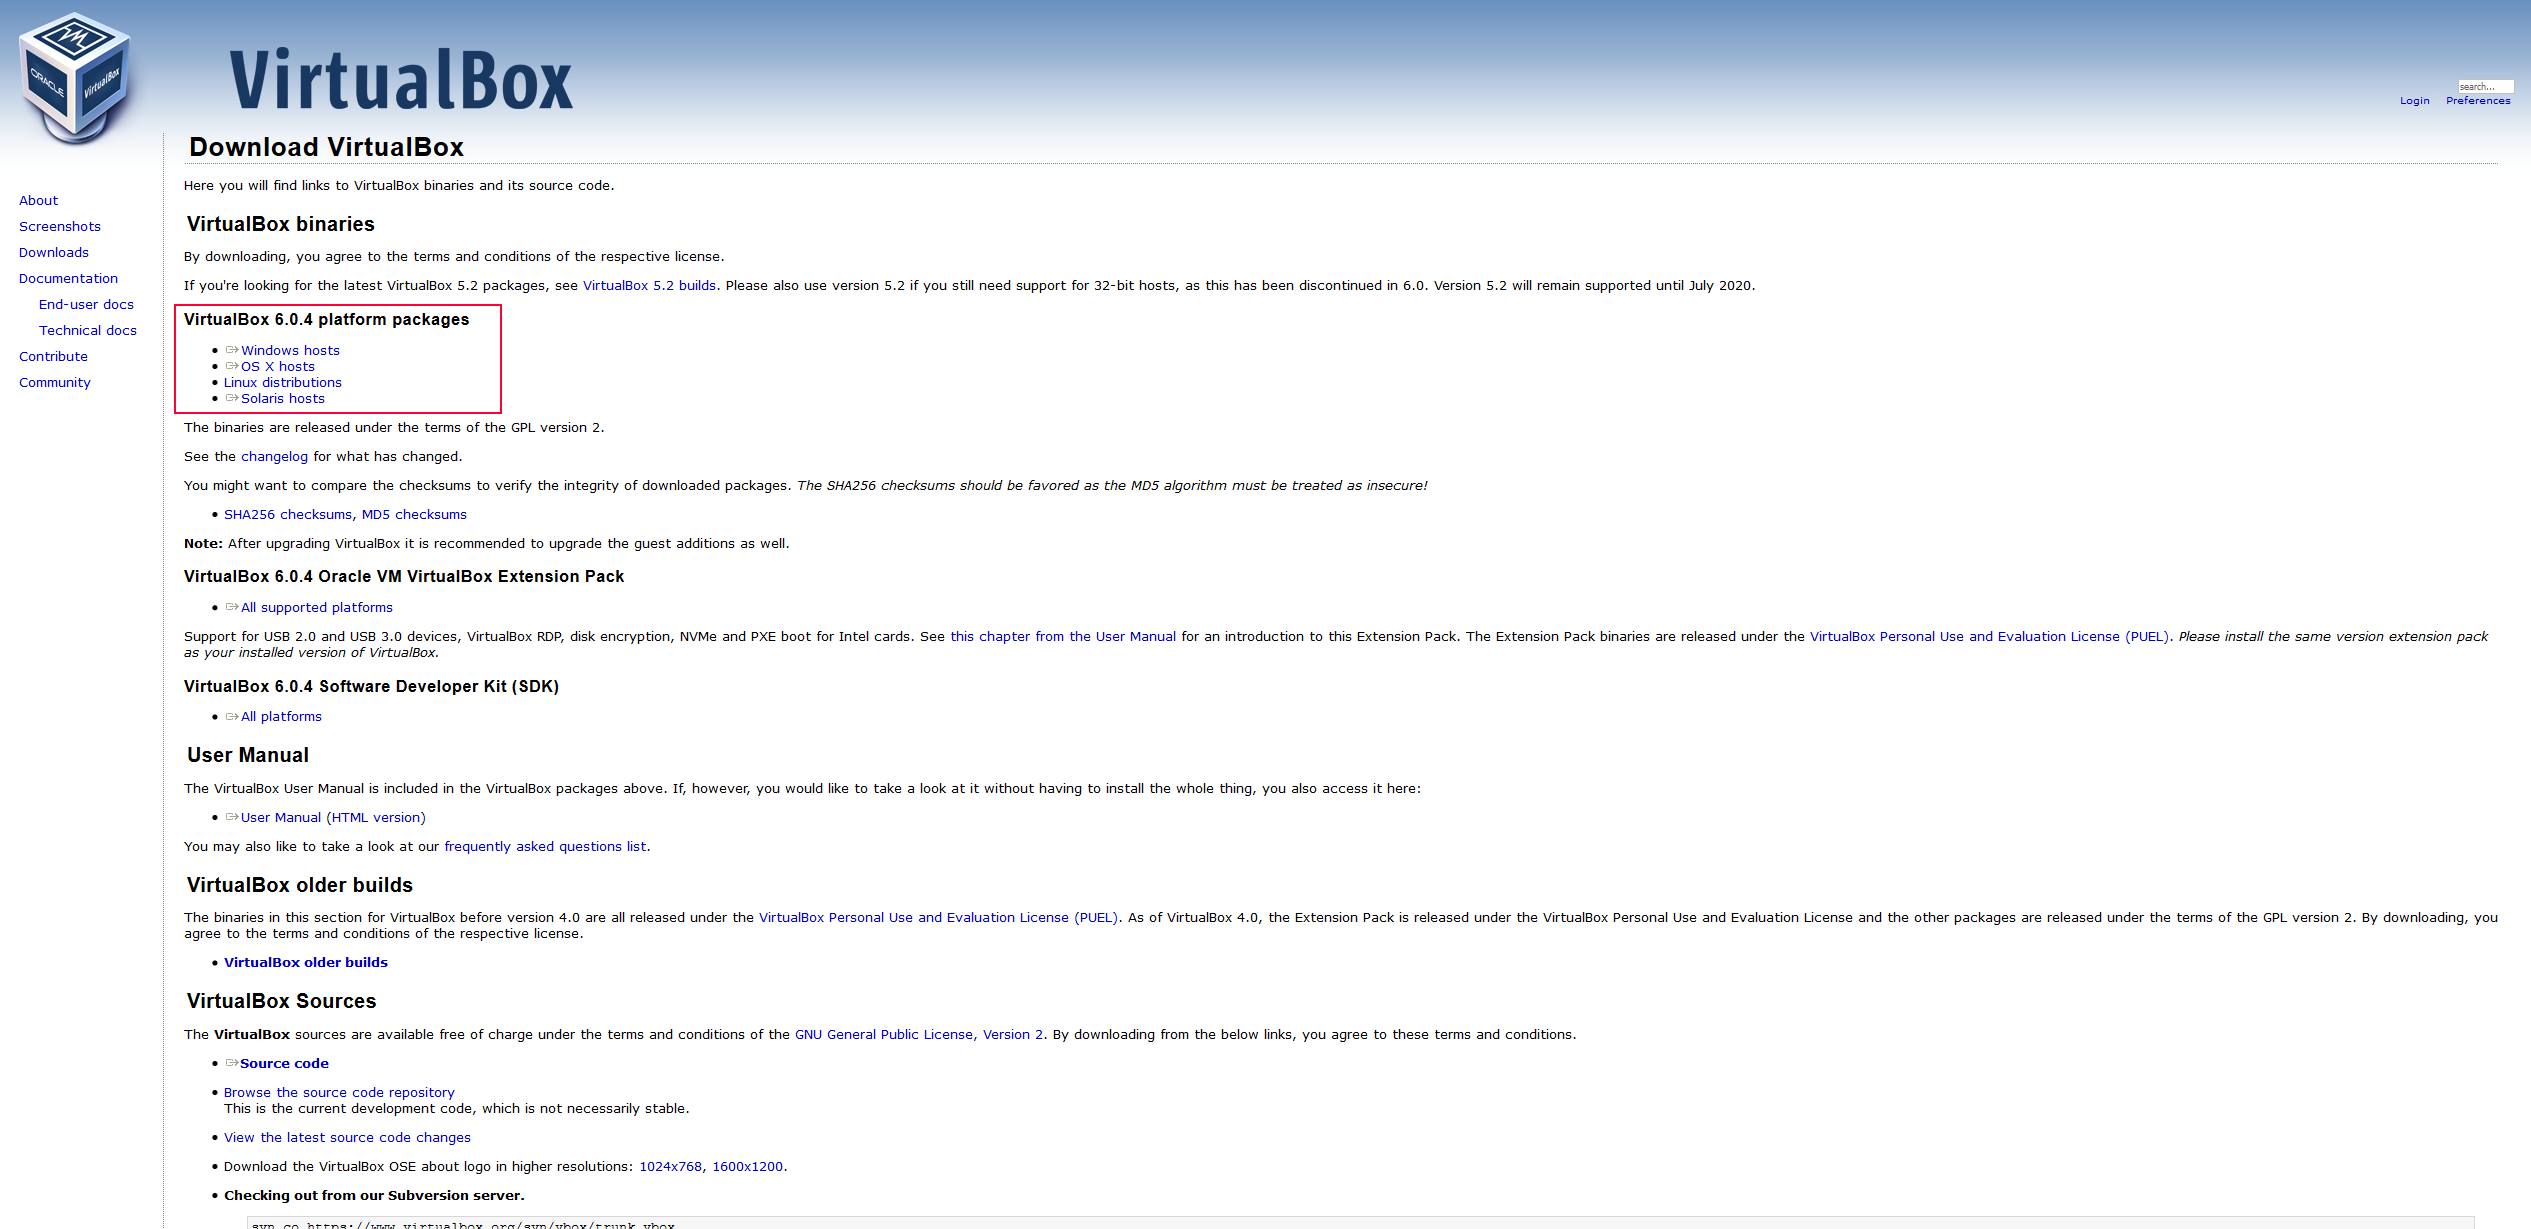 ORACLE
VirtualBox
VirtualBox
search...
Login Preferences
Download VirtualBox
Here you will find links to VirtualBox binaries and its source code.
About
Screenshots
Downloads
Documentation
End-user docs
Technical docs
Contribute
Community
VirtualBox binaries
By downloading, you agree to the terms and conditions of the respective license.
If you're looking for the latest VirtualBox 5.2 packages, see VirtualBox 5.2 builds. Please also use version 5.2 if you still need support for 32-bit hosts, as this has been discontinued in 6.0. Version 5.2 will remain supported until July 2020.
VirtualBox 6.0.4 platform packages
• Windows hosts
• OS X hosts
• Linux distributions
• Solaris hosts
The binaries are released under the terms of the GPL version 2.
See the changelog for what has changed.
You might want to compare the checksums to verify the integrity of downloaded packages. The SHA256 checksums should be favored as the MD5 algorithm must be treated as insecure!
• SHA256 checksums, MD5 checksums
Note: After upgrading VirtualBox it is recommended to upgrade the guest additions as well.
VirtualBox 6.0.4 Oracle VM VirtualBox Extension Pack
• All supported platforms
Support for USB 2.0 and USB 3.0 devices, VirtualBox RDP, disk encryption, NVMe and PXE boot for Intel cards. See this chapter from the User Manual for an introduction to this Extension Pack. The Extension Pack binaries are released under the VirtualBox Personal Use and Evaluation License (PUEL). Please install the same version extension pack
as your installed version of VirtualBox.
VirtualBox 6.0.4 Software Developer Kit (SDK)
• All platforms
User Manual
The VirtualBox User Manual is included in the VirtualBox packages above. If, however, you would like to take a look at it without having to install the whole thing, you also access it here:
• User Manual (HTML version)
You may also like to take a look at our frequently asked questions list.
VirtualBox older builds
The binaries in this section for VirtualBox before version 4.0 are all released under the VirtualBox Personal Use and Evaluation License (PUEL). As of VirtualBox 4.0, the Extension Pack is released under the VirtualBox Personal Use and Evaluation License and the other packages are released under the terms of the GPL version 2. By downloading, you
agree to the terms and conditions of the respective license.
• VirtualBox older builds
VirtualBox Sources
The VirtualBox sources are available free of charge under the terms and conditions of the GNU General Public License, Version 2. By downloading from the below links, you agree to these terms and conditions.
• Source code
• Browse the source code repository
This is the current development code, which is not necessarily stable.
• View the latest source code changes
• Download the VirtualBox OSE about logo in higher resolutions: 1024x768, 1600x1200.
• Checking out from our Subversion server.
svn co https://www.virtualbox.org/svn/vbox/trunk vbox